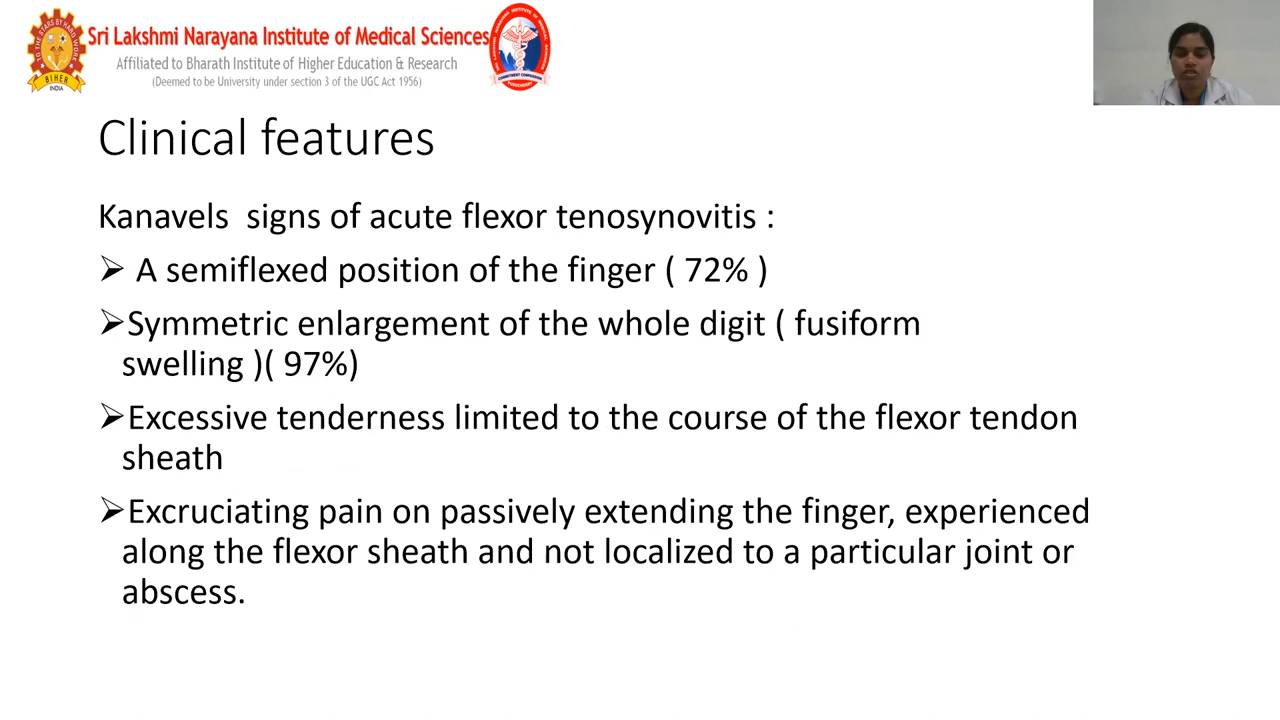 Sri Lakshmi Narayana Institute of Medical Sciences
Affiliated to Bharath Institute of Higher Education & Research
(Deemed to be University under section 3 of the UGC Act 1956)
BIHER
INDIA
Clinical features
Kanavels signs of acute flexor tenosynovitis :
➢ A semiflexed position of the finger ( 72% )
➢Symmetric enlargement of the whole digit ( fusiform
swelling )( 97%)
➢Excessive tenderness limited to the course of the flexor tendon
sheath
➢Excruciating pain on passively extending the finger, experienced
along the flexor sheath and not localized to a particular joint or
abscess.